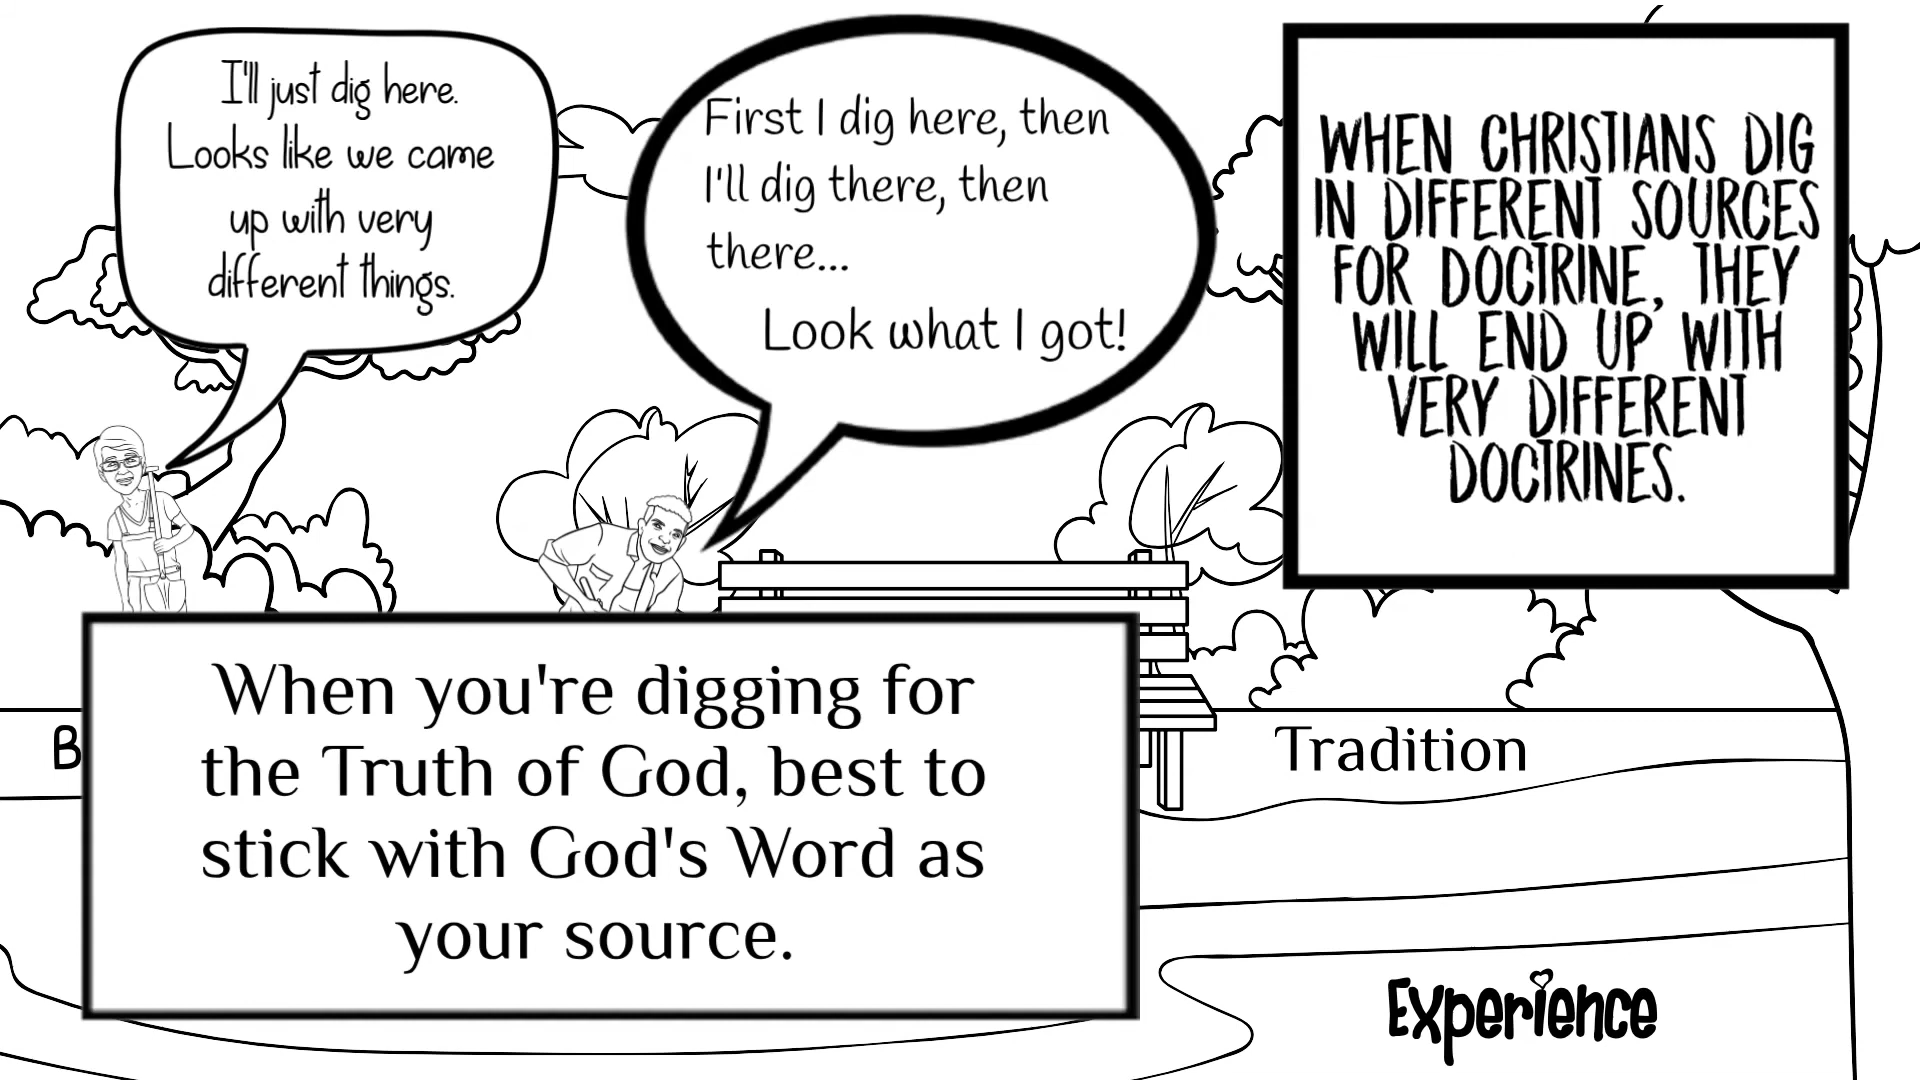 I'll just dig here.
Looks like we came
up with very
different things.
First I dig here, then
I'll dig there, then
there...
Look what I got!
WHEN CHRISTIANS DIG
IN DIFFERENT SOURCES
FOR DOCTRINE, THEY
WILL END UP WITH
VERY DIFFERENT
DOCTRINES.
When you're digging for
the Truth of God, best to
stick with God's Word as
your source.
Tradition
Experience